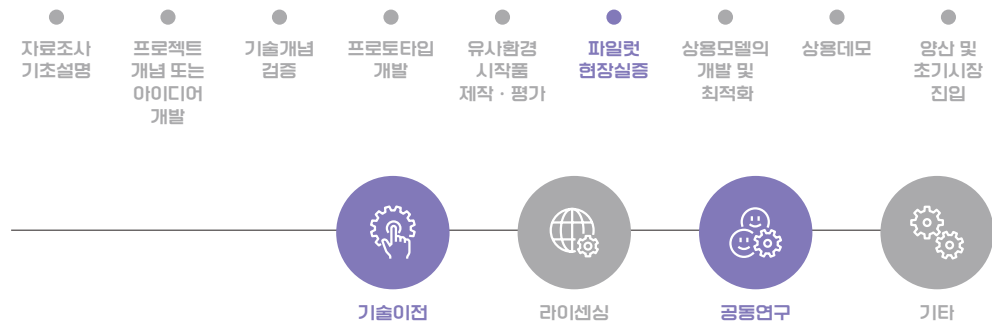 자료조사
기초설명
프로젝트
개념 또는
아이디어
개발
기술개념
검증
프로토타입
개발
유사환경
시작품
제작 · 평가
파일럿
현장실증
상용모델의
개발 및
최적화
상용데모
양산 및
초기시장
진입
기술이전
라이센싱
공동연구
기타